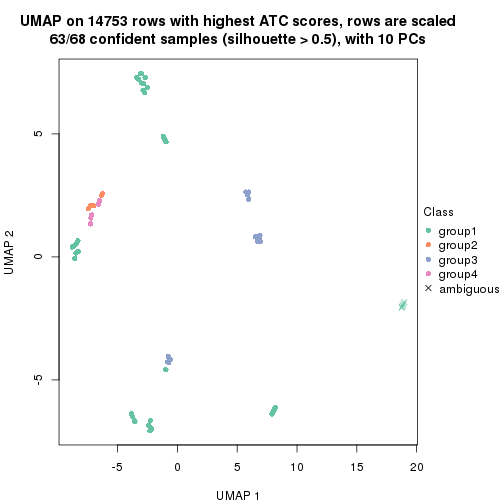 UMAP on 14753 rows with highest ATC scores, rows are scaled
63/68 confident samples (silhouette > 0.5), with 10 PCs
5
0
-5
UMAP 2
-5 0 5 10 15 20
UMAP 1
Class
group1
group2
group3
group4
ambiguous